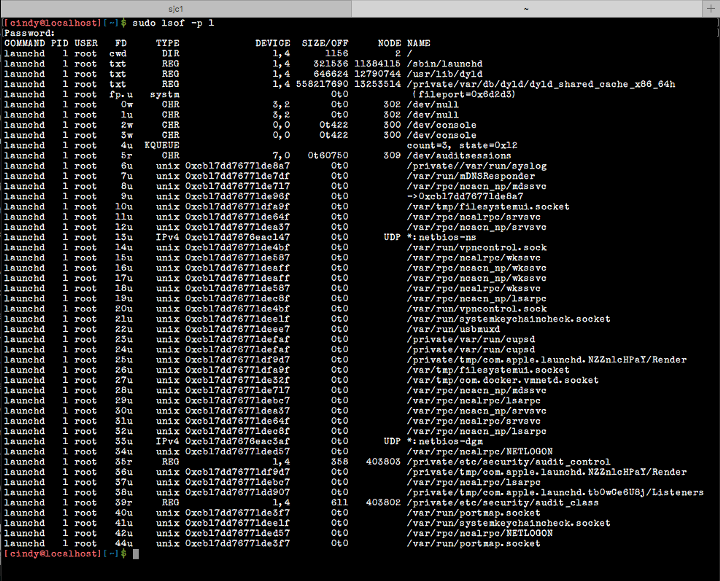 sjc1
~
+
[cindy@localhost][~]$ sudo lsof -p 1
Password:
COMMAND PID USER FD TYPE DEVICE SIZE/OFF NODE NAME
launchd 1 root cwd DIR 1,4 1156 2 /
launchd 1 root txt REG 1,4 321536 11384115 /sbin/launchd
launchd 1 root txt REG 1,4 646624 12790744 /usr/lib/dyld
launchd 1 root txt REG 1,4 558217690 13253514 /private/var/db/dyld/dyld_shared_cache_x86_64h
launchd 1 root fp.u systm 0t0 (fileport=0x6d2d3)
launchd 1 root 0w CHR 3,2 0t0 302 /dev/null
launchd 1 root 1u CHR 3,2 0t0 302 /dev/null
launchd 1 root 2w CHR 0,0 0t422 300 /dev/console
launchd 1 root 3w CHR 0,0 0t422 300 /dev/console
launchd 1 root 4u KQUEUE count=3, state=0x12
launchd 1 root 5r CHR 7,0 0t60750 309 /dev/auditsessions
launchd 1 root 6u unix 0xcb17dd76771de8a7 0t0 /private//var/run/syslog
launchd 1 root 7u unix 0xcb17dd76771de7df 0t0 /var/run/mDNSResponder
launchd 1 root 8u unix 0xcb17dd76771de717 0t0 /var/rpc/ncacn_np/mdssvc
launchd 1 root 9u unix 0xcb17dd76771de96f 0t0 ->0xcb17dd76771de8a7
launchd 1 root 10u unix 0xcb17dd76771dfa9f 0t0 /var/tmp/filesystemui.socket
launchd 1 root 11u unix 0xcb17dd76771de64f 0t0 /var/rpc/ncalrpc/srvsvc
launchd 1 root 12u unix 0xcb17dd76771dea37 0t0 /var/rpc/ncacn_np/srvsvc
launchd 1 root 13u IPv4 0xcb17dd7676eac147 0t0 UDP *:netbios-ns
launchd 1 root 14u unix 0xcb17dd76771de4bf 0t0 /var/run/vpncontrol.sock
launchd 1 root 15u unix 0xcb17dd76771de587 0t0 /var/rpc/ncalrpc/wkssvc
launchd 1 root 16u unix 0xcb17dd76771deaff 0t0 /var/rpc/ncacn_np/wkssvc
launchd 1 root 17u unix 0xcb17dd76771deaff 0t0 /var/rpc/ncacn_np/wkssvc
launchd 1 root 18u unix 0xcb17dd76771de587 0t0 /var/rpc/ncalrpc/wkssvc
launchd 1 root 19u unix 0xcb17dd76771dec8f 0t0 /var/rpc/ncacn_np/lsarpc
launchd 1 root 20u unix 0xcb17dd76771de4bf 0t0 /var/run/vpncontrol.sock
launchd 1 root 21u unix 0xcb17dd76771dee1f 0t0 /var/run/systemkeychaincheck.socket
launchd 1 root 22u unix 0xcb17dd76771deee7 0t0 /var/run/usbmuxd
launchd 1 root 23u unix 0xcb17dd76771defaf 0t0 /private/var/run/cupsd
launchd 1 root 24u unix 0xcb17dd76771defaf 0t0 /private/var/run/cupsd
launchd 1 root 25u unix 0xcb17dd76771df9d7 0t0 /private/tmp/com.apple.launchd.NZZnlcHPaY/Render
launchd 1 root 26u unix 0xcb17dd76771dfa9f 0t0 /var/tmp/filesystemui.socket
launchd 1 root 27u unix 0xcb17dd76771de32f 0t0 /var/tmp/com.docker.vmnetd.socket
launchd 1 root 28u unix 0xcb17dd76771de717 0t0 /var/rpc/ncacn_np/mdssvc
launchd 1 root 29u unix 0xcb17dd76771debc7 0t0 /var/rpc/ncalrpc/lsarpc
launchd 1 root 30u unix 0xcb17dd76771dea37 0t0 /var/rpc/ncacn_np/srvsvc
launchd 1 root 31u unix 0xcb17dd76771de64f 0t0 /var/rpc/ncalrpc/srvsvc
launchd 1 root 32u unix 0xcb17dd76771dec8f 0t0 /var/rpc/ncacn_np/lsarpc
launchd 1 root 33u IPv4 0xcb17dd7676eac3af 0t0 UDP *:netbios-dgm
launchd 1 root 34u unix 0xcb17dd76771ded57 0t0 /var/rpc/ncalrpc/NETLOGON
launchd 1 root 35r REG 1,4 358 403803 /private/etc/security/audit_control
launchd 1 root 36u unix 0xcb17dd76771df9d7 0t0 /private/tmp/com.apple.launchd.NZZnlcHPaY/Render
launchd 1 root 37u unix 0xcb17dd76771debc7 0t0 /var/rpc/ncalrpc/lsarpc
launchd 1 root 38u unix 0xcb17dd76771dd907 0t0 /private/tmp/com.apple.launchd.tb0wGe6U8j/Listeners
launchd 1 root 39r REG 1,4 611 403802 /private/etc/security/audit_class
launchd 1 root 40u unix 0xcb17dd76771de3f7 0t0 /var/run/portmap.socket
launchd 1 root 41u unix 0xcb17dd76771dee1f 0t0 /var/run/systemkeychaincheck.socket
launchd 1 root 42u unix 0xcb17dd76771ded57 0t0 /var/rpc/ncalrpc/NETLOGON
launchd 1 root 44u unix 0xcb17dd76771de3f7 0t0 /var/run/portmap.socket
[cindy@localhost][~]$